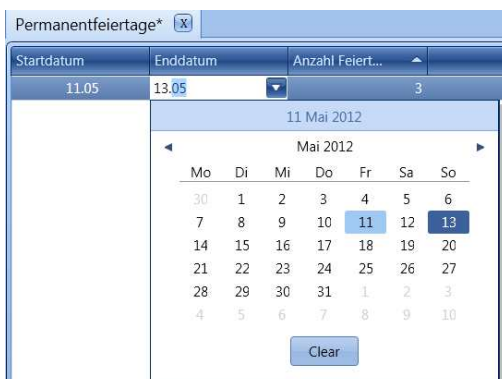 Permanentfeiertage* X
Startdatum Enddatum Anzahl Feiert...
11.05 13.05 3
11 Mai 2012
Mai 2012
Mo Di Mi Do Fr Sa So
30 1 2 3 4 5 6
7 8 9 10 11 12 13
14 15 16 17 18 19 20
21 22 23 24 25 26 27
28 29 30 31 1 2 3
4 5 6 7 8 9 10
Clear